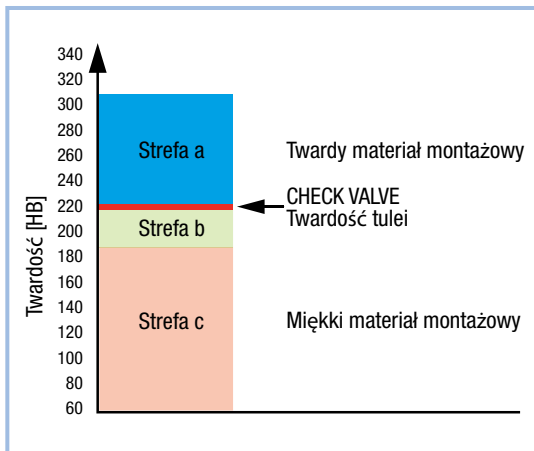 340
320
300
280
260
240
220
200
180
160
140
120
100
80
60
Twardość [HB]
Strefa a
Strefa b
Strefa c
Twardy materiał montażowy
CHECK VALVE
Twardość tulei
Miękki materiał montażowy